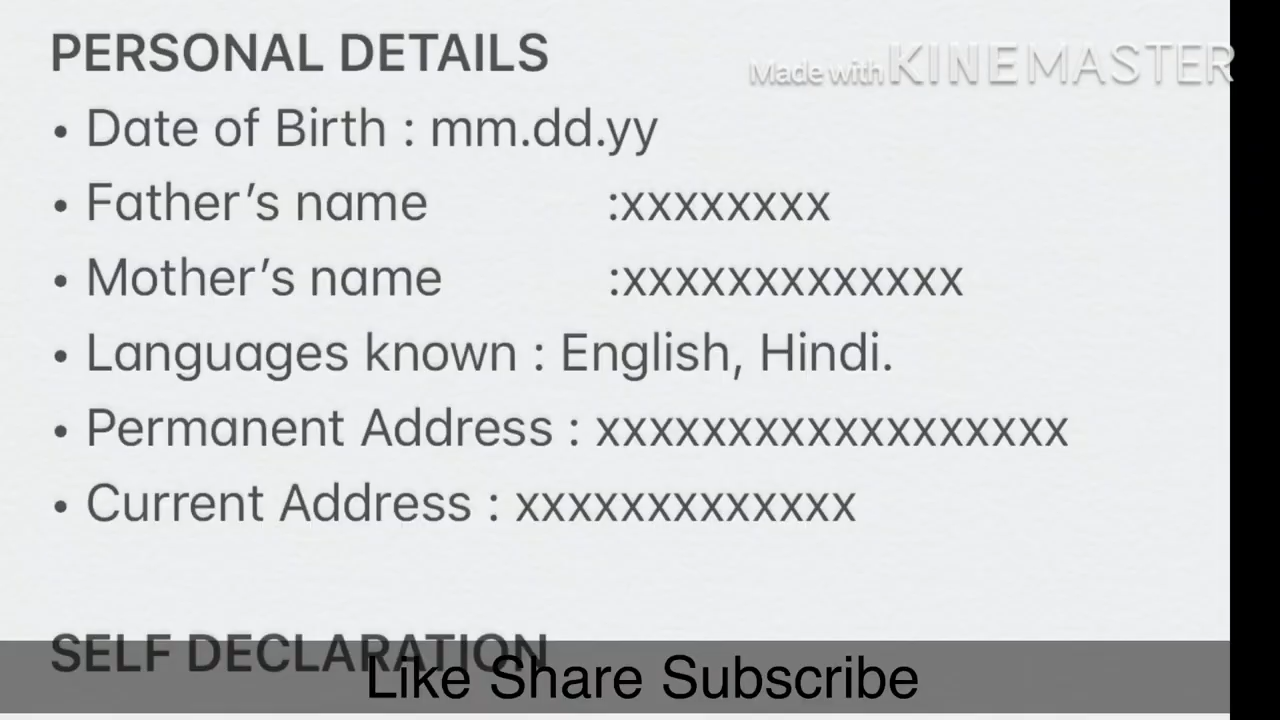 PERSONAL DETAILS
Made with KINEMASTER
• Date of Birth : mm.dd.yy
• Father’s name :xxxxxxxx
• Mother’s name :xxxxxxxxxxxxx
• Languages known : English, Hindi.
• Permanent Address : xxxxxxxxxxxxxxxxxx
• Current Address : xxxxxxxxxxxxx
SELF DECLARATION
Like Share Subscribe